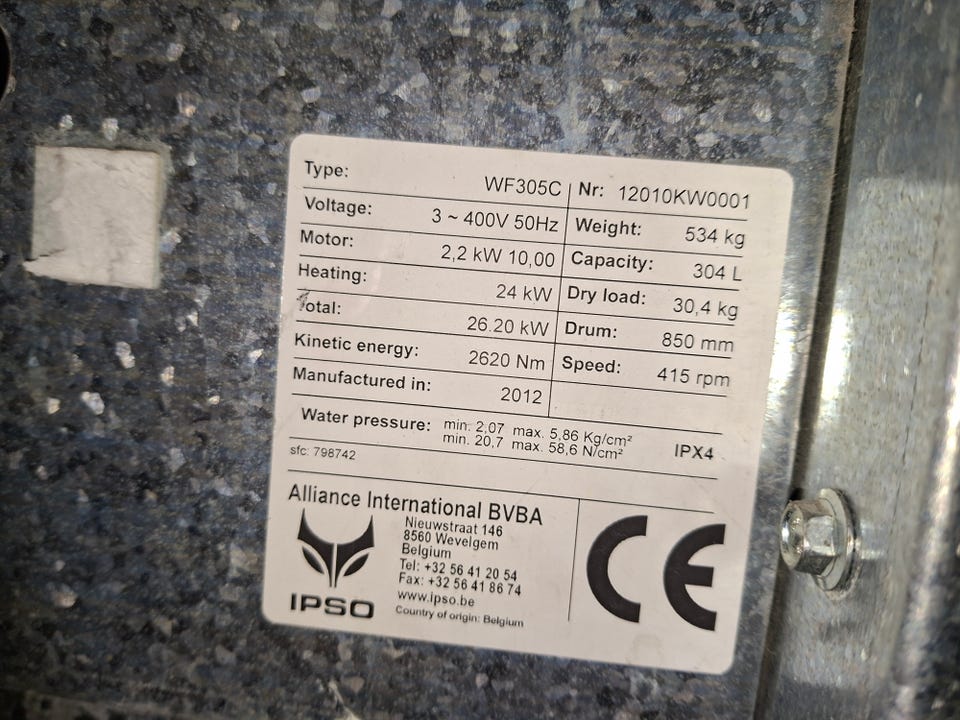 Type: WF305C Nr: 12010KW0001
Voltage: 3 ~ 400V 50Hz Weight: 534 kg
Motor: 2,2 kW 10,00 Capacity: 304 L
Heating: 24 kW Dry load: 30,4 kg
Total: 26.20 kW Drum: 850 mm
Kinetic energy: 2620 Nm Speed: 415 rpm
Manufactured in: 2012
Water pressure: min. 2,07 max. 5,86 Kg/cm²
min. 20,7 max. 58,6 N/cm² IPX4
sfc: 798742
Alliance International BVBA
Nieuwstraat 146
8560 Wevelgem
Belgium
Tel: +32 56 41 20 54
Fax: +32 56 41 86 74
www.ipso.be
Country of origin: Belgium
IPSO
CE